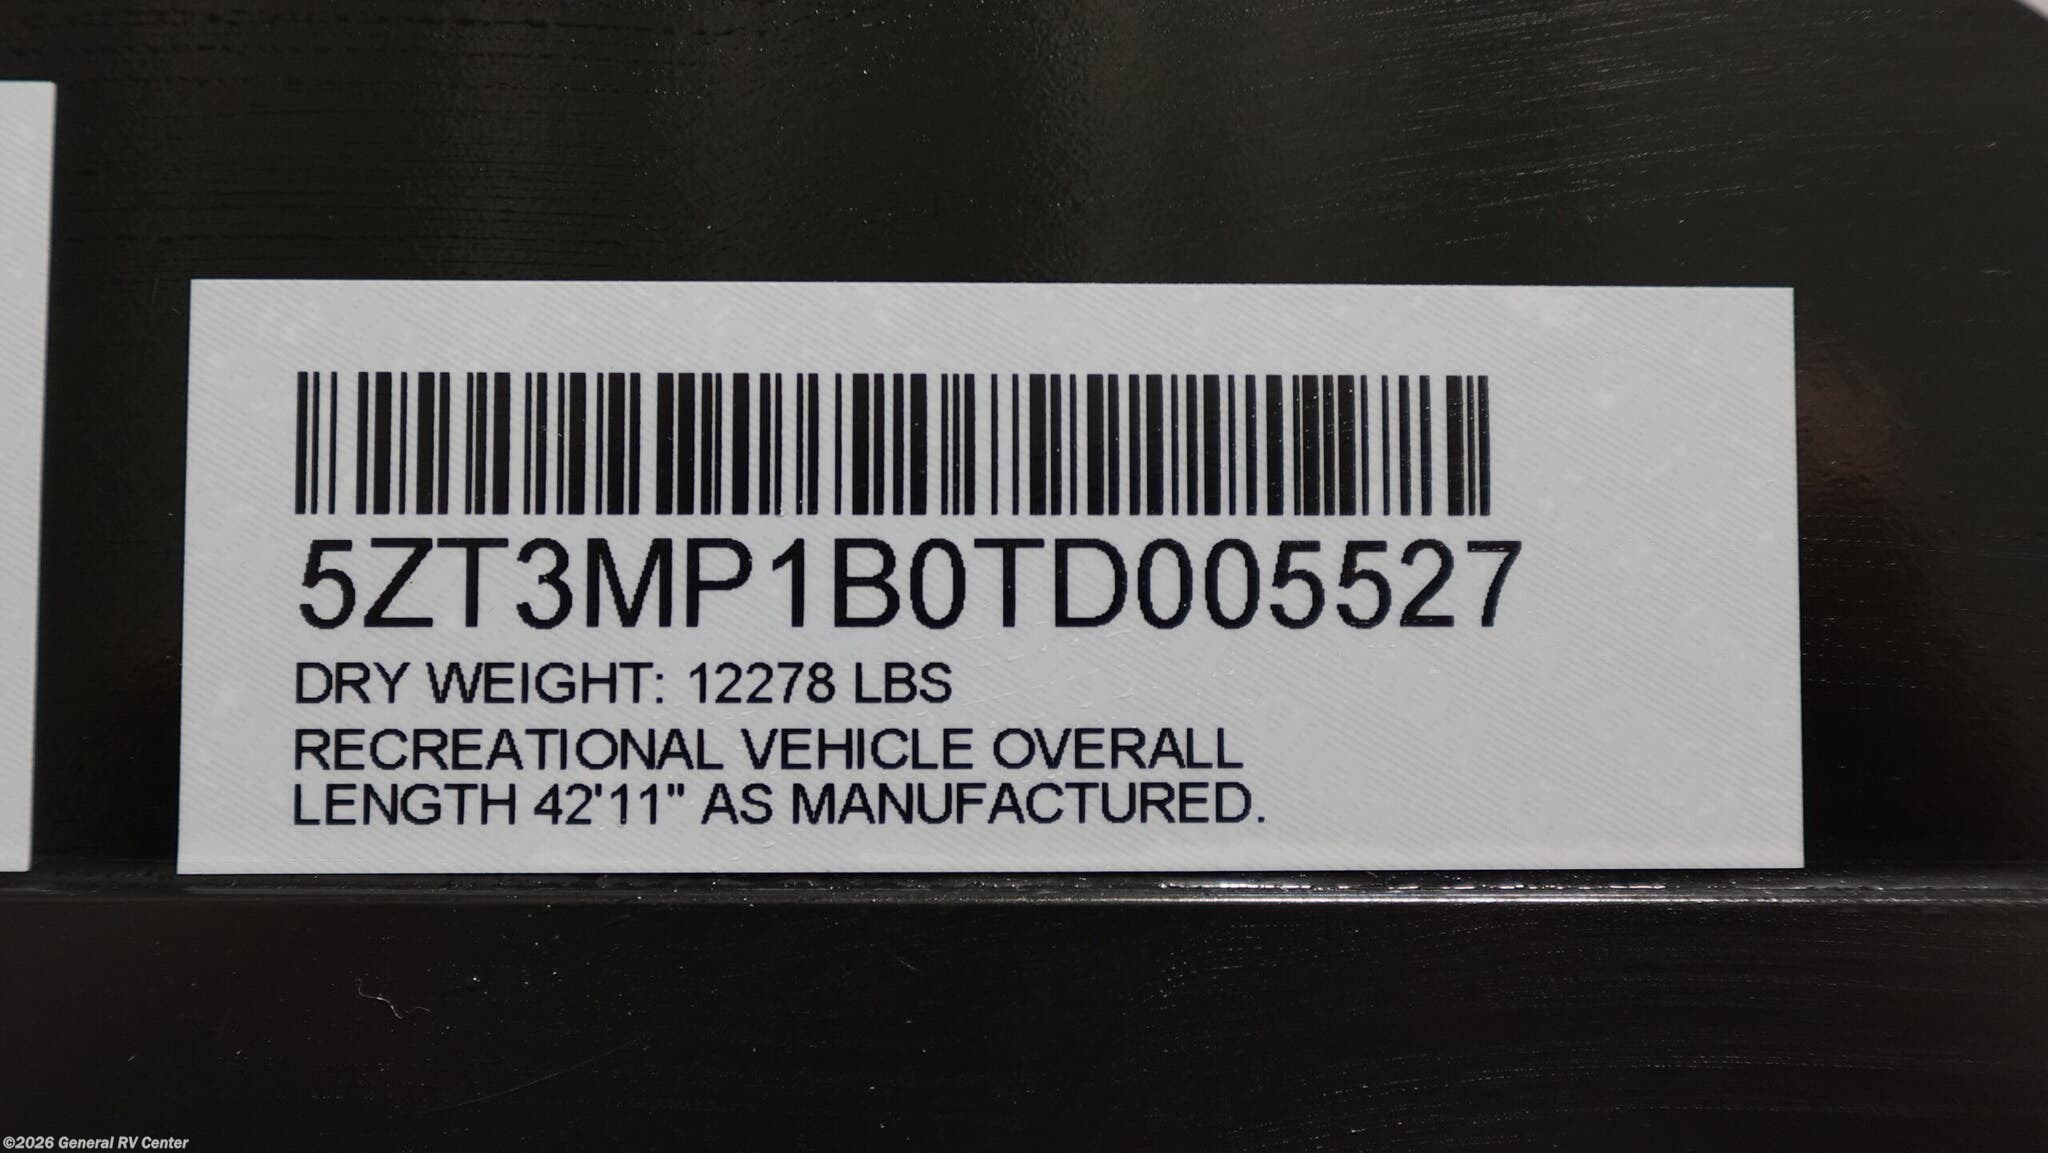 5ZT3MP1B0TD005527
DRY WEIGHT: 12278 LBS
RECREATIONAL VEHICLE OVERALL
LENGTH 42'11" AS MANUFACTURED.
©2026 General RV Center